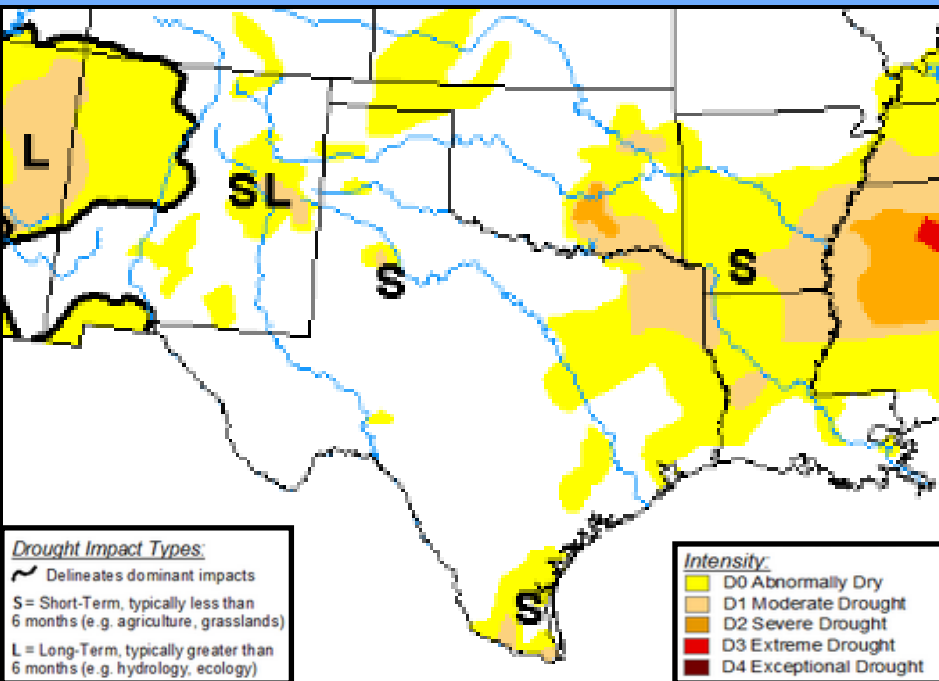 L
SL
S
S
S
Drought Impact Types:
Delineates dominant impacts
S = Short-Term, typically less than
6 months (e.g. agriculture, grasslands)
L = Long-Term, typically greater than
6 months (e.g. hydrology, ecology)
Intensity:
D0 Abnormally Dry
D1 Moderate Drought
D2 Severe Drought
D3 Extreme Drought
D4 Exceptional Drought